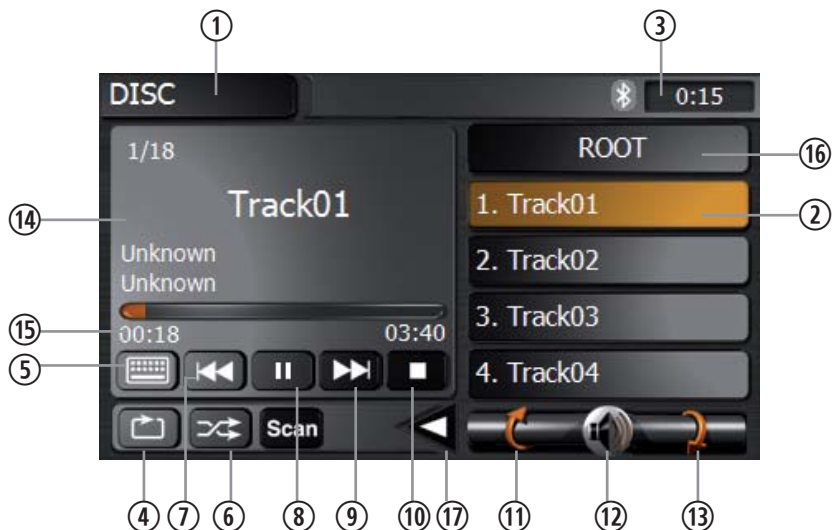 ① ③
DISC 0:15
1/18 ROOT ⑯
Track01 1. Track01 ②
⑭
Unknown 2. Track02
Unknown
3. Track03
⑮ 00:18 03:40
⑤ 4. Track04
Scan
④ ⑦ ⑥ ⑧ ⑨ ⑩ ⑰ ⑪ ⑫ ⑬